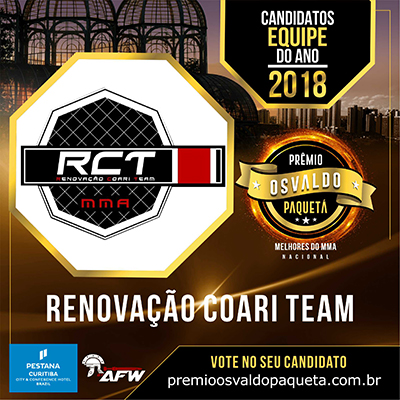 CANDIDATOS
EQUIPE
DO ANO
2018
RCT
RENOVAÇÃO COARI TEAM
MMA
PRÊMIO
OSVALDO
PAQUETÁ
MELHORES DO MMA
NACIONAL
RENOVAÇÃO COARI TEAM
PESTANA
CURITIBA
CITY & CONFERENCE HOTEL
BRASIL
AFW
VOTE NO SEU CANDIDATO
premioosvaldopaqueta.com.br